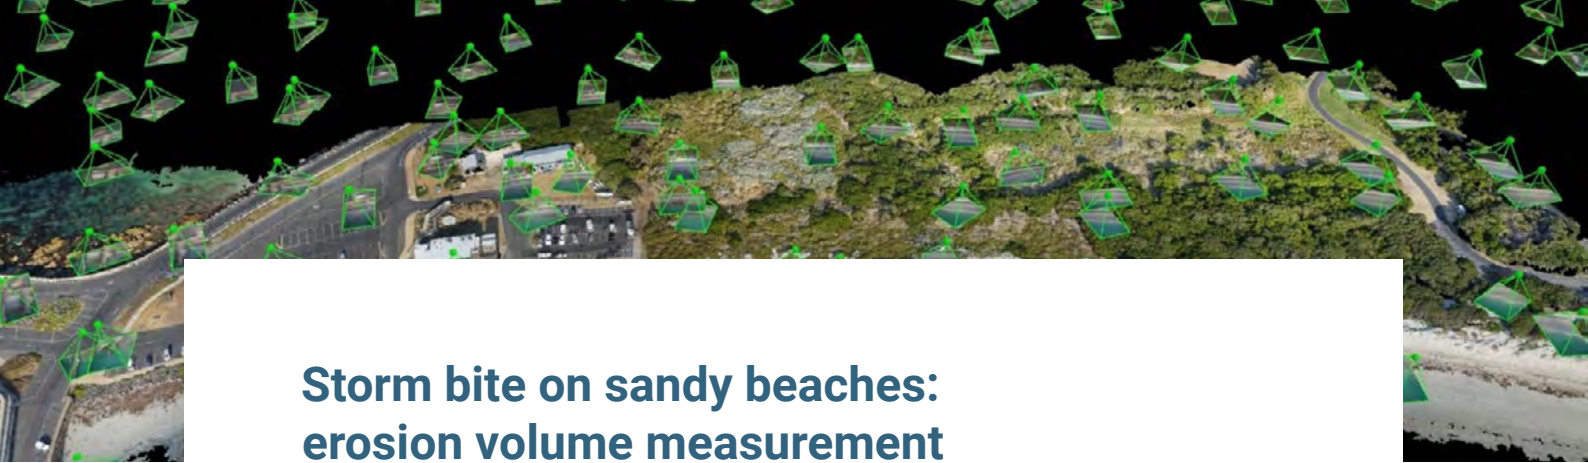 Storm bite on sandy beaches:
erosion volume measurement